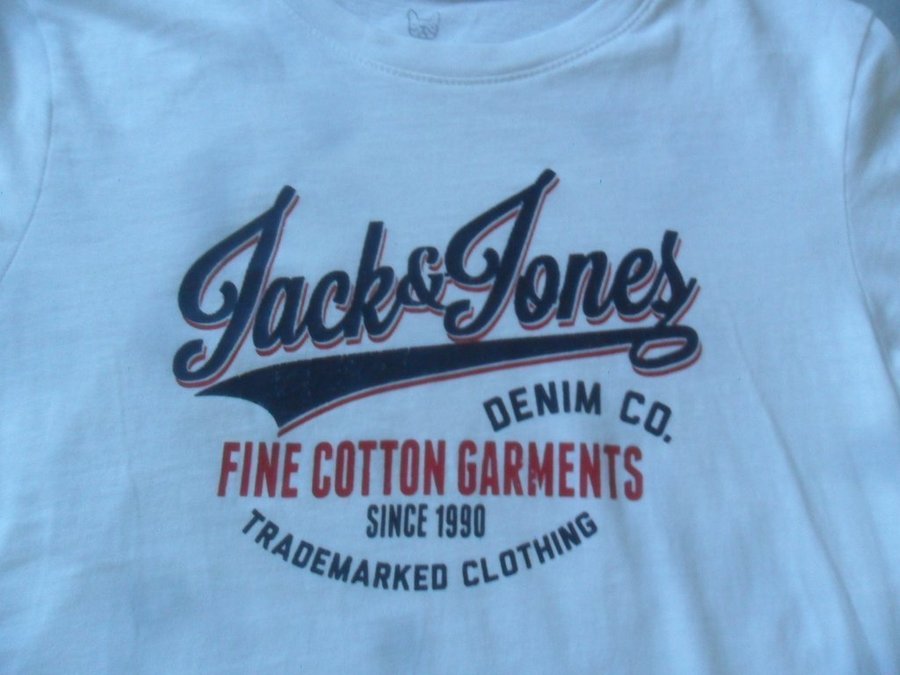 Jack&Jones
DENIM CO.
FINE COTTON GARMENTS
SINCE 1990
TRADEMARKED CLOTHING